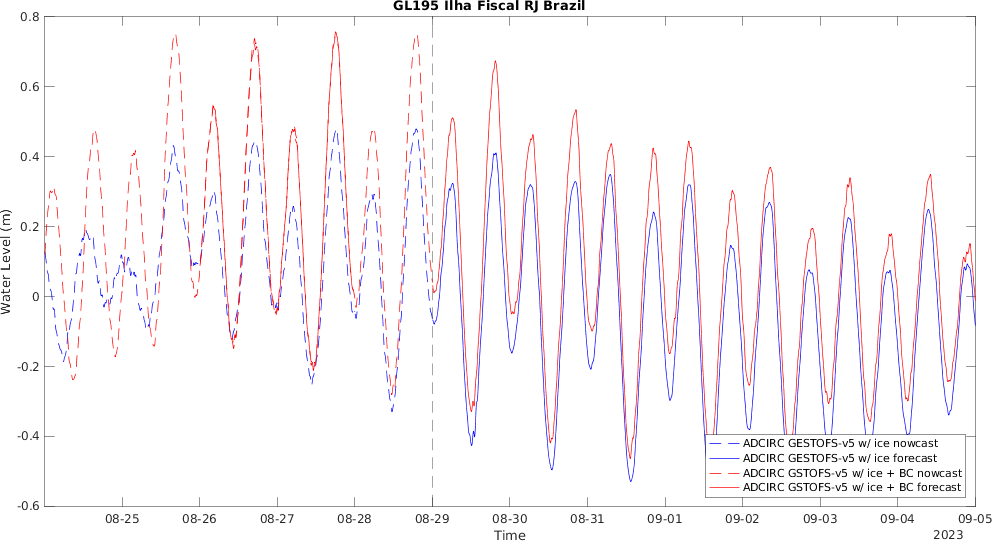 GL195 Ilha Fiscal RJ Brazil
0.8
0.6
0.4
0.2
0
-0.2
-0.4
-0.6
Water Level (m)
ADCIRC GESTOFS-v5 w/ ice nowcast
ADCIRC GESTOFS-v5 w/ ice forecast
ADCIRC GSTOFS-v5 w/ ice + BC nowcast
ADCIRC GSTOFS-v5 w/ ice + BC forecast
08-25 08-26 08-27 08-28 08-29 08-30 08-31 09-01 09-02 09-03 09-04 09-05
Time
2023